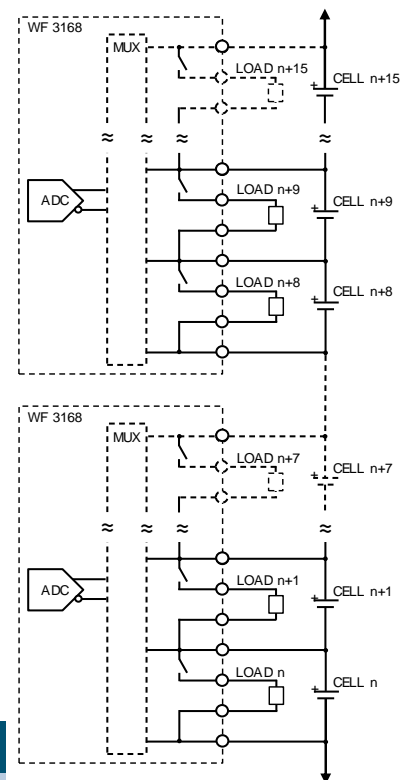 WF 3168
MUX
LOAD n+15
CELL n+15
+
≈ ≈ ≈ ≈
ADC
LOAD n+9
CELL n+9
+
LOAD n+8
CELL n+8
+
WF 3168
MUX
LOAD n+7
CELL n+7
+
≈ ≈ ≈ ≈
ADC
LOAD n+1
CELL n+1
+
LOAD n
CELL n
+